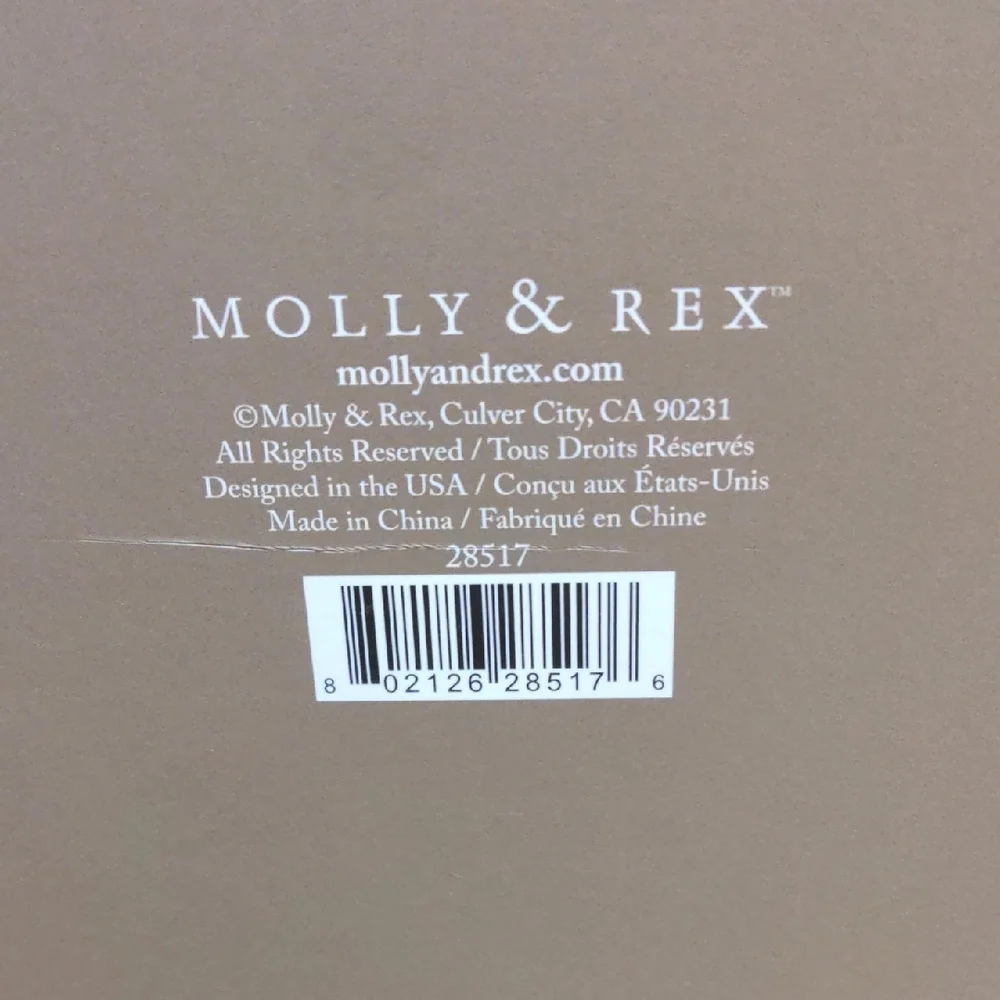 MOLLY & REX™
mollyandrex.com
©Molly & Rex, Culver City, CA 90231
All Rights Reserved / Tous Droits Réservés
Designed in the USA / Conçu aux États-Unis
Made in China / Fabriqué en Chine
28517
8 02126 28517 6